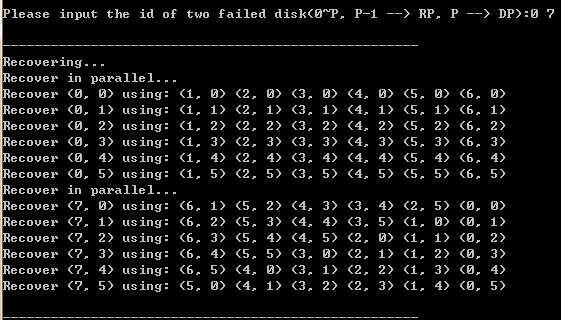 Please input the id of two failed disk(0~P, P-1 --> RP, P --> DP):0 7
----------------------------------------------------
Recovering...
Recover in parallel...
Recover (0, 0) using: (1, 0) (2, 0) (3, 0) (4, 0) (5, 0) (6, 0)
Recover (0, 1) using: (1, 1) (2, 1) (3, 1) (4, 1) (5, 1) (6, 1)
Recover (0, 2) using: (1, 2) (2, 2) (3, 2) (4, 2) (5, 2) (6, 2)
Recover (0, 3) using: (1, 3) (2, 3) (3, 3) (4, 3) (5, 3) (6, 3)
Recover (0, 4) using: (1, 4) (2, 4) (3, 4) (4, 4) (5, 4) (6, 4)
Recover (0, 5) using: (1, 5) (2, 5) (3, 5) (4, 5) (5, 5) (6, 5)
Recover in parallel...
Recover (7, 0) using: (6, 1) (5, 2) (4, 3) (3, 4) (2, 5) (0, 0)
Recover (7, 1) using: (6, 2) (5, 3) (4, 4) (3, 5) (1, 0) (0, 1)
Recover (7, 2) using: (6, 3) (5, 4) (4, 5) (2, 0) (1, 1) (0, 2)
Recover (7, 3) using: (6, 4) (5, 5) (3, 0) (2, 1) (1, 2) (0, 3)
Recover (7, 4) using: (6, 5) (4, 0) (3, 1) (2, 2) (1, 3) (0, 4)
Recover (7, 5) using: (5, 0) (4, 1) (3, 2) (2, 3) (1, 4) (0, 5)
----------------------------------------------------